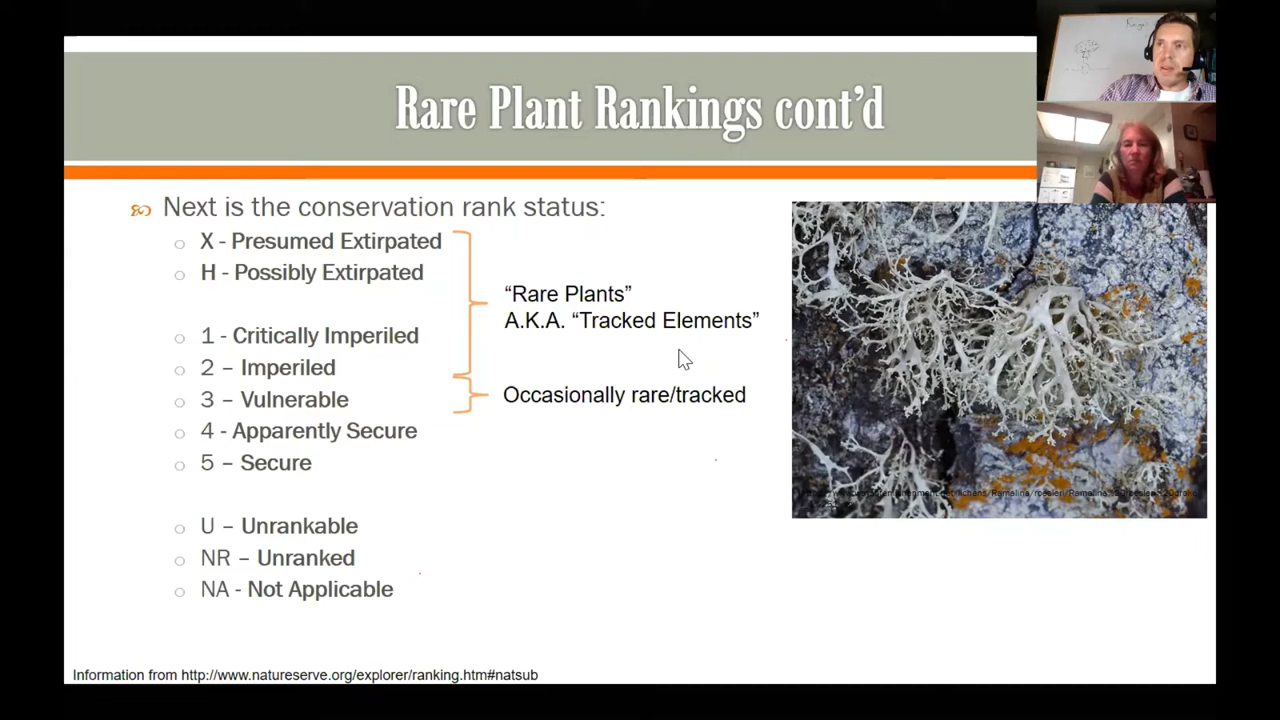 Rare Plant Rankings cont'd
Next is the conservation rank status:
X - Presumed Extirpated
H - Possibly Extirpated
"Rare Plants"
A.K.A. "Tracked Elements"
1 - Critically Imperiled
2 – Imperiled
3 – Vulnerable
Occasionally rare/tracked
4 - Apparently Secure
5 – Secure
U – Unrankable
NR – Unranked
NA - Not Applicable
Information from http://www.natureserve.org/explorer/ranking.htm#natsub